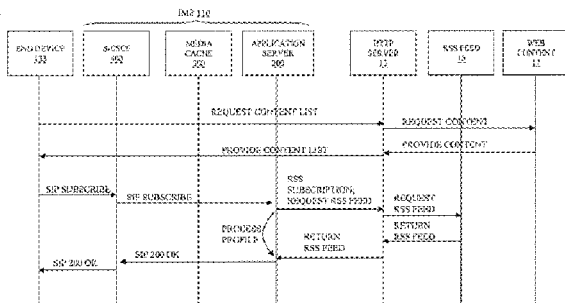 IMS 110
END DEVICE
S-CSCF
MEDIA CACHE
APPLICATION SERVER
HTTP SERVER
RSS FEED
WEB CONTENT
REQUEST CONTENT LIST
REQUEST CONTENT
PROVIDE CONTENT LIST
PROVIDE CONTENT
SIP SUBSCRIBE
SIP SUBSCRIBE
RSS SUBSCRIPTION,
REQUEST RSS FEED
REQUEST
RSS FEED
PROCESS
PROFILE
RETURN
RSS FEED
RETURN
RSS FEED
SIP 200 OK
SIP 200 OK